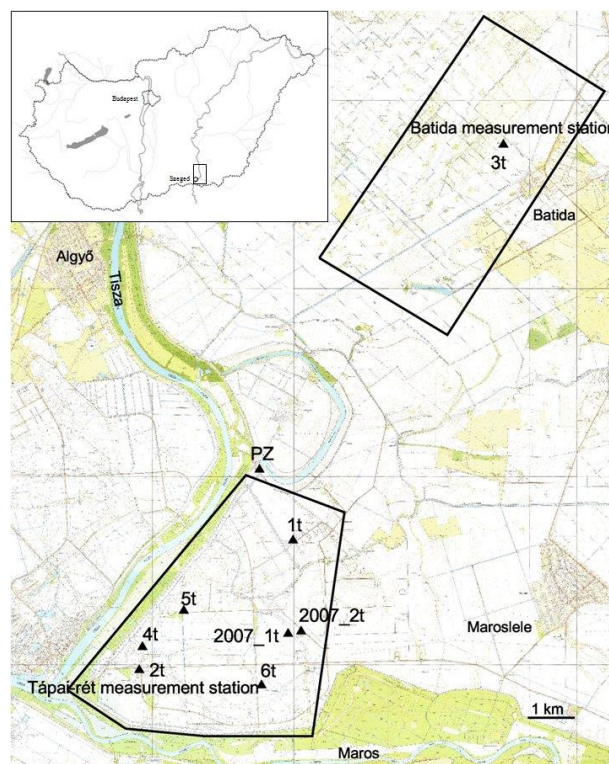 Budapest
Szeged
Batida measurement station
3t
Batida
Algyő
Tisza
PZ
1t
5t
2007_2t
2007_1t
4t
Maroslele
2t
6t
Tápai-rét measurement station
1 km
Maros